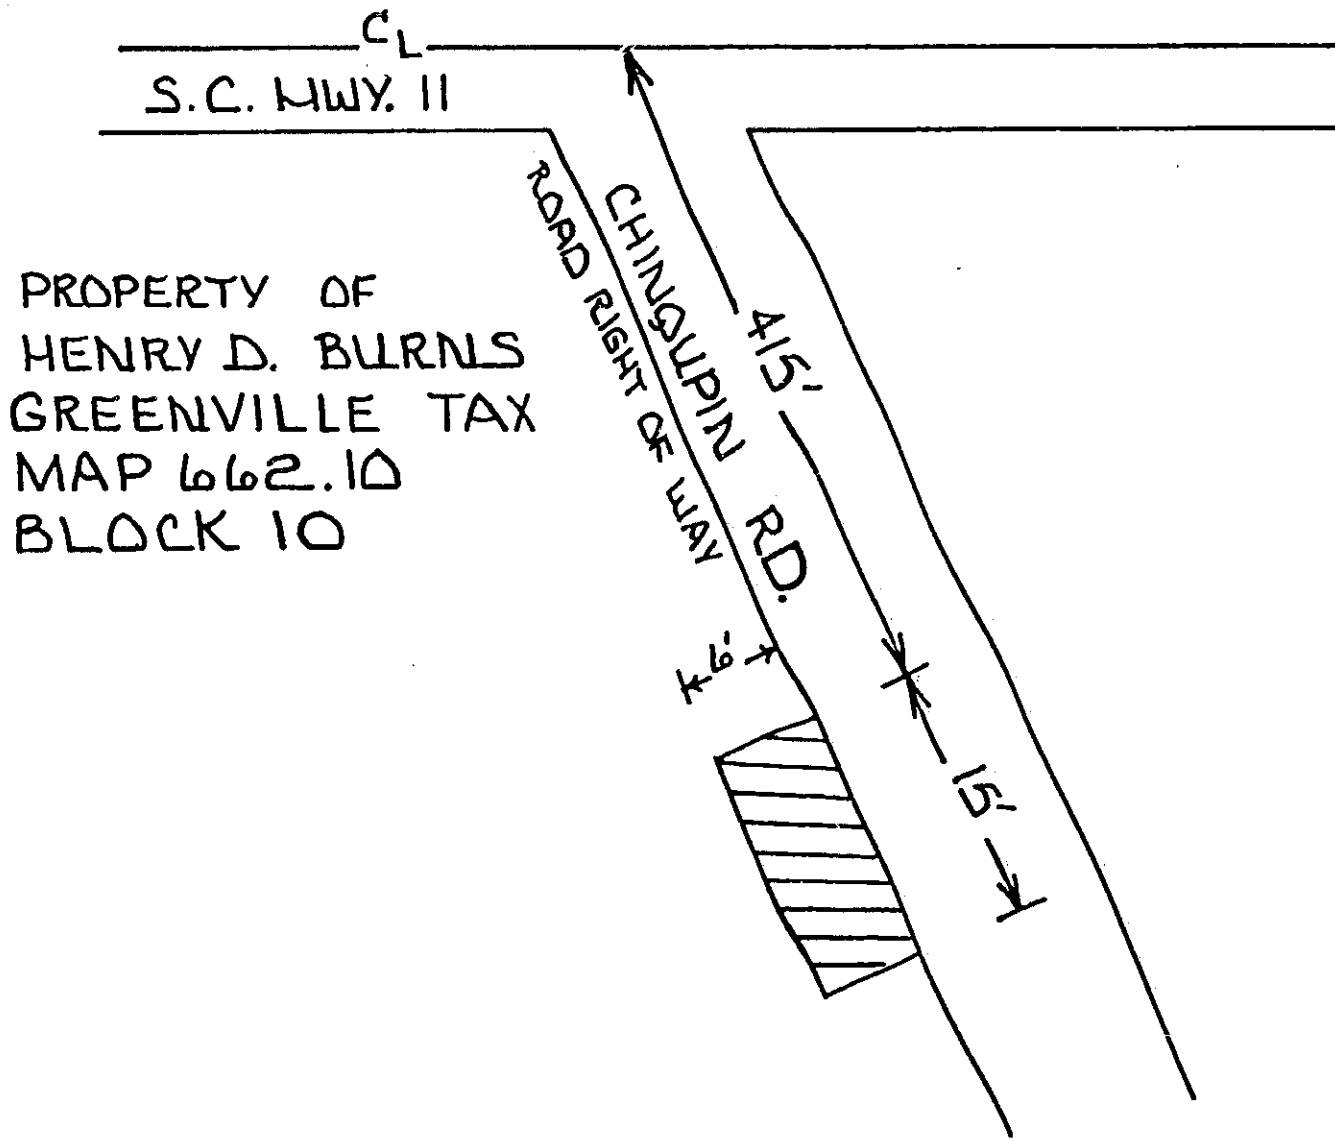 CL
S.C. HWY. 11
CHINQUPIN RD.
ROAD RIGHT OF WAY
415'
PROPERTY OF
HENRY D. BURNS
GREENVILLE TAX
MAP 662.10
BLOCK 10
6'
15'